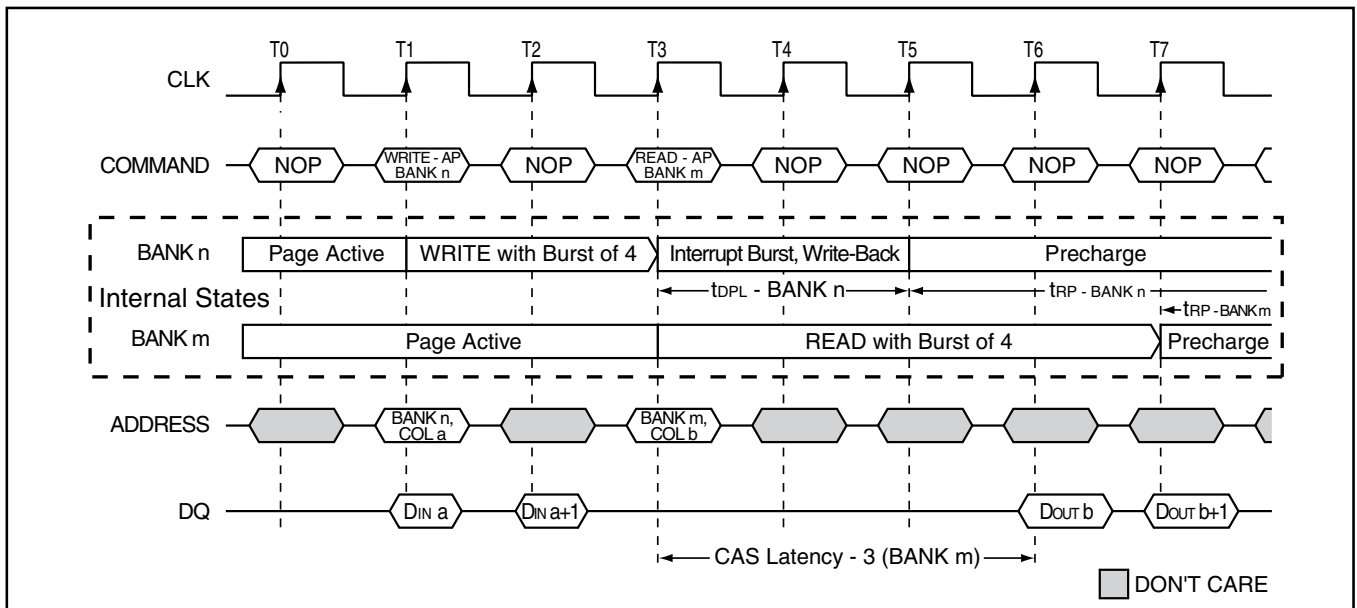 T0 T1 T2 T3 T4 T5 T6 T7
CLK
COMMAND NOP WRITE - AP BANK n NOP READ - AP BANK m NOP NOP NOP NOP
BANK n Page Active WRITE with Burst of 4 Interrupt Burst, Write-Back Precharge
Internal States tDPL - BANK n tRP - BANK n
tRP - BANK m
BANK m Page Active READ with Burst of 4 Precharge
ADDRESS BANK n, COL a BANK m, COL b
DQ DIN a DIN a+1 DOUT b DOUT b+1
CAS Latency - 3 (BANK m)
DON'T CARE